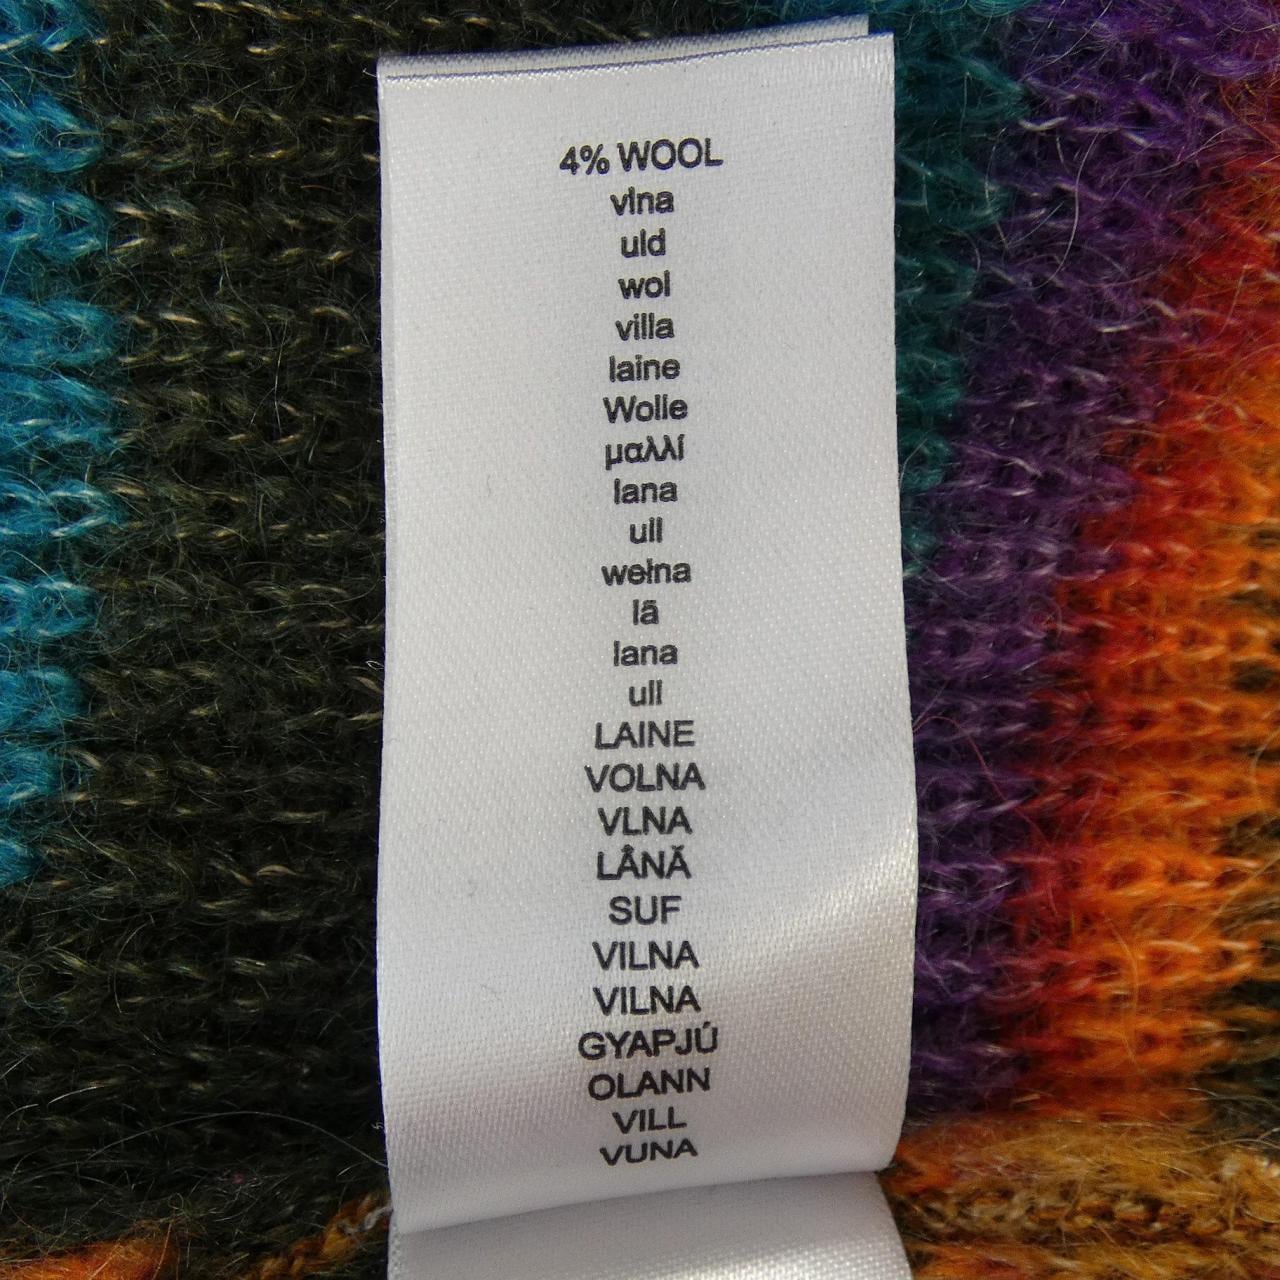 4% WOOL
vlna
uld
wol
villa
laine
Wolle
μαλλί
lana
ull
wełna
lã
lana
ull
LAINE
VOLNA
VLNA
LÂNĂ
SUF
VILNA
VILNA
GYAPJÚ
OLANN
VILL
VUNA